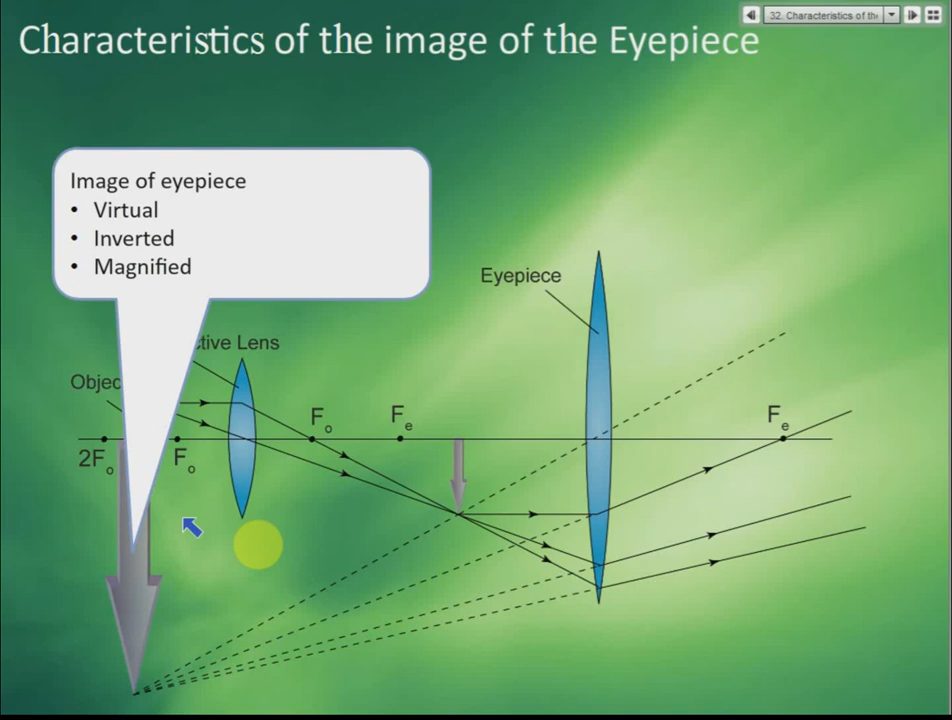 32. Characteristics of the
Characteristics of the image of the Eyepiece
Image of eyepiece
• Virtual
• Inverted
• Magnified
Eyepiece
ctive Lens
Objec
Fo
Fe
Fe
2Fo
Fo